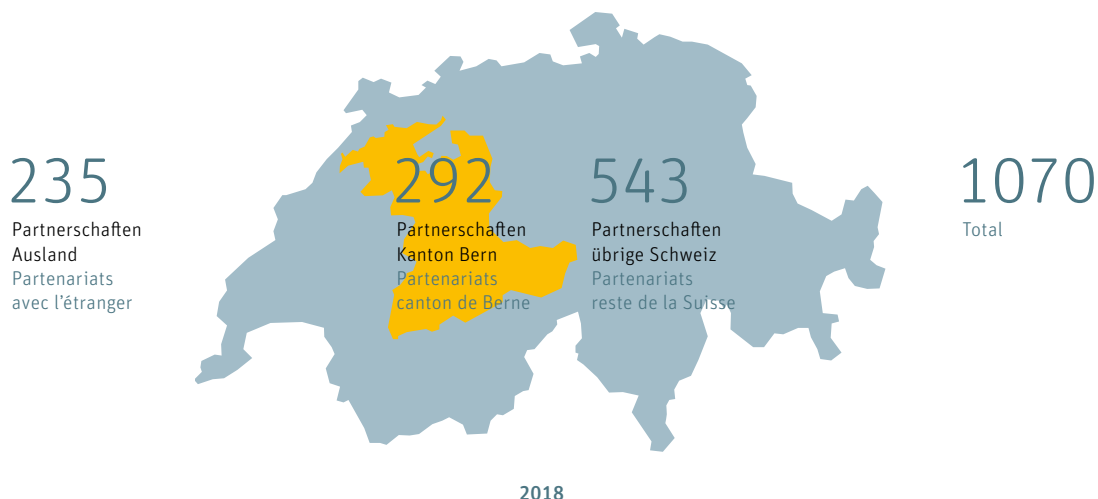 235
Partnerschaften
Ausland
Partenariats
avec l'étranger
292
Partnerschaften
Kanton Bern
Partenariats
canton de Berne
543
Partnerschaften
übrige Schweiz
Partenariats
reste de la Suisse
1070
Total
2018